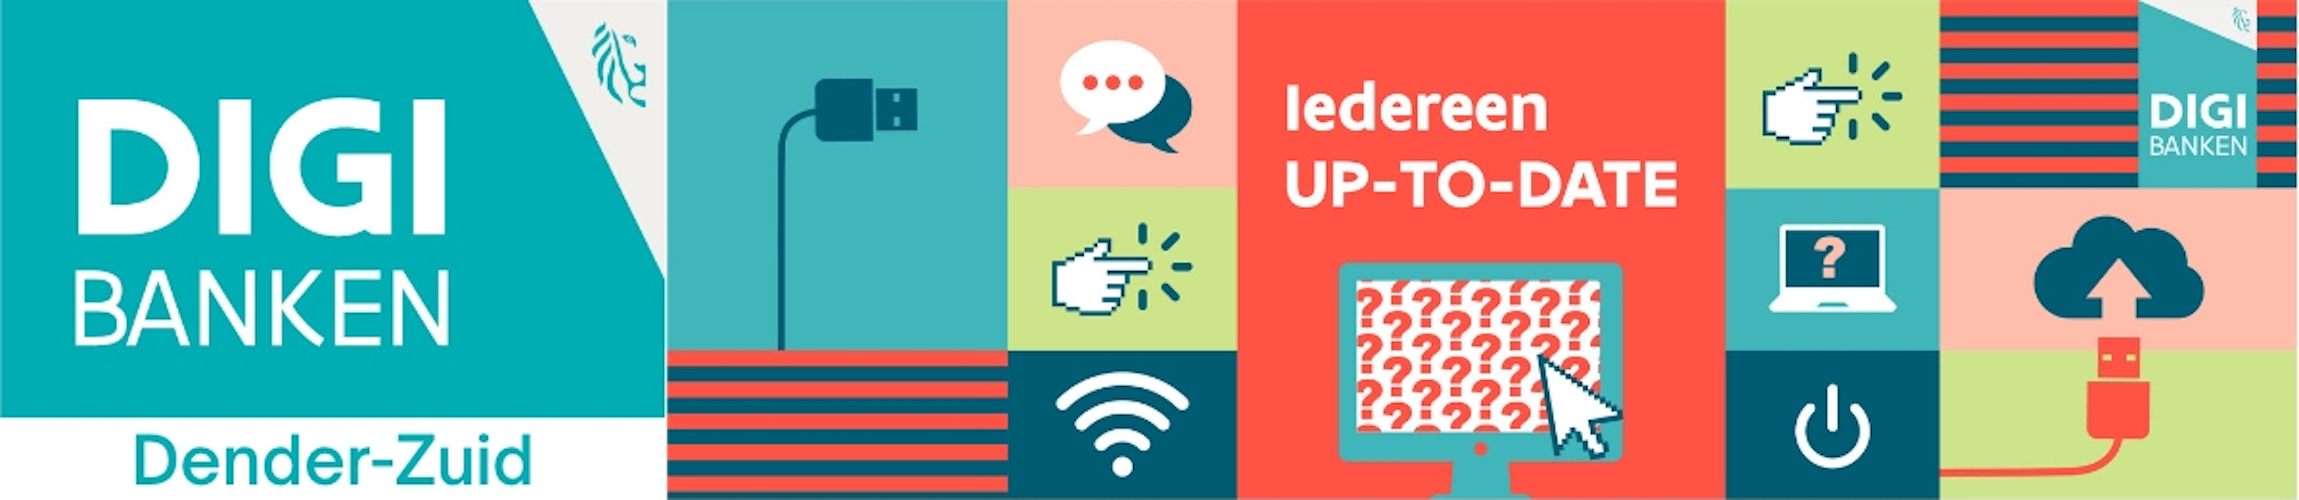 DIGI
BANKEN
Dender-Zuid
Iedereen
UP-TO-DATE
?
DIGI
BANKEN